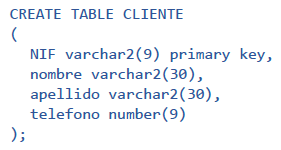 CREATE TABLE CLIENTE
(
NIF varchar2(9) primary key,
nombre varchar2(30),
apellido varchar2(30),
telefono number(9)
);